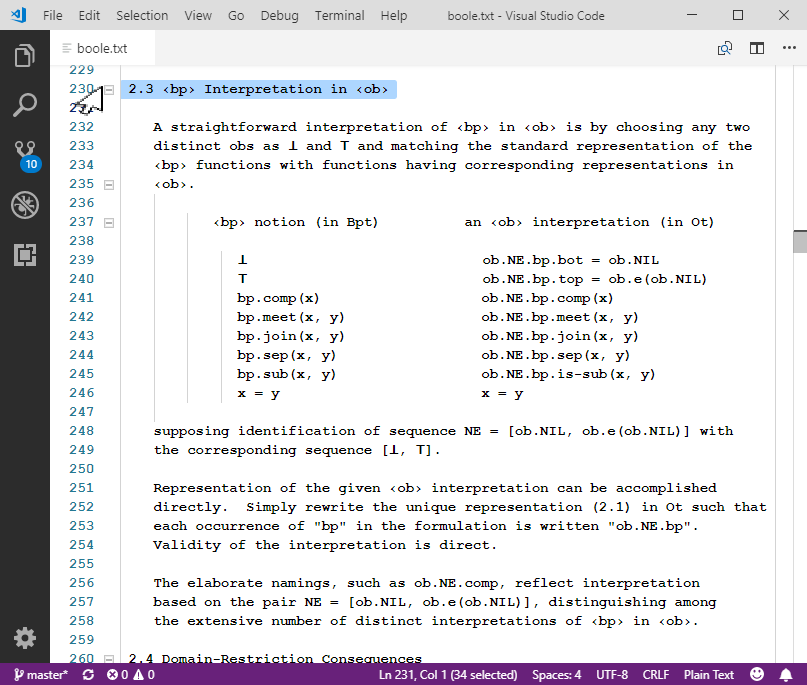 File Edit Selection View Go Debug Terminal Help boole.txt - Visual Studio Code
boole.txt
229
230 2.3 ‹bp› Interpretation in ‹ob›
232 A straightforward interpretation of ‹bp› in ‹ob› is by choosing any two
233 distinct obs as ⊥ and ⊤ and matching the standard representation of the
234 ‹bp› functions with functions having corresponding representations in
235 ‹ob›.
236
237 ‹bp› notion (in Bpt) an ‹ob› interpretation (in Ot)
238
239 ⊥ ob.NE.bp.bot = ob.NIL
240 ⊤ ob.NE.bp.top = ob.e(ob.NIL)
241 bp.comp(x) ob.NE.bp.comp(x)
242 bp.meet(x, y) ob.NE.bp.meet(x, y)
243 bp.join(x, y) ob.NE.bp.join(x, y)
244 bp.sep(x, y) ob.NE.bp.sep(x, y)
245 bp.sub(x, y) ob.NE.bp.is-sub(x, y)
246 x = y x = y
247
248 supposing identification of sequence NE = [ob.NIL, ob.e(ob.NIL)] with
249 the corresponding sequence [⊥, ⊤].
250
251 Representation of the given ‹ob› interpretation can be accomplished
252 directly. Simply rewrite the unique representation (2.1) in Ot such that
253 each occurrence of "bp" in the formulation is written "ob.NE.bp".
254 Validity of the interpretation is direct.
255
256 The elaborate namings, such as ob.NE.comp, reflect interpretation
257 based on the pair NE = [ob.NIL, ob.e(ob.NIL)], distinguishing among
258 the extensive number of distinct interpretations of ‹bp› in ‹ob›.
259
260 2.4 Domain-Restriction Consequences
10
master* 0 0 Ln 231, Col 1 (34 selected) Spaces: 4 UTF-8 CRLF Plain Text